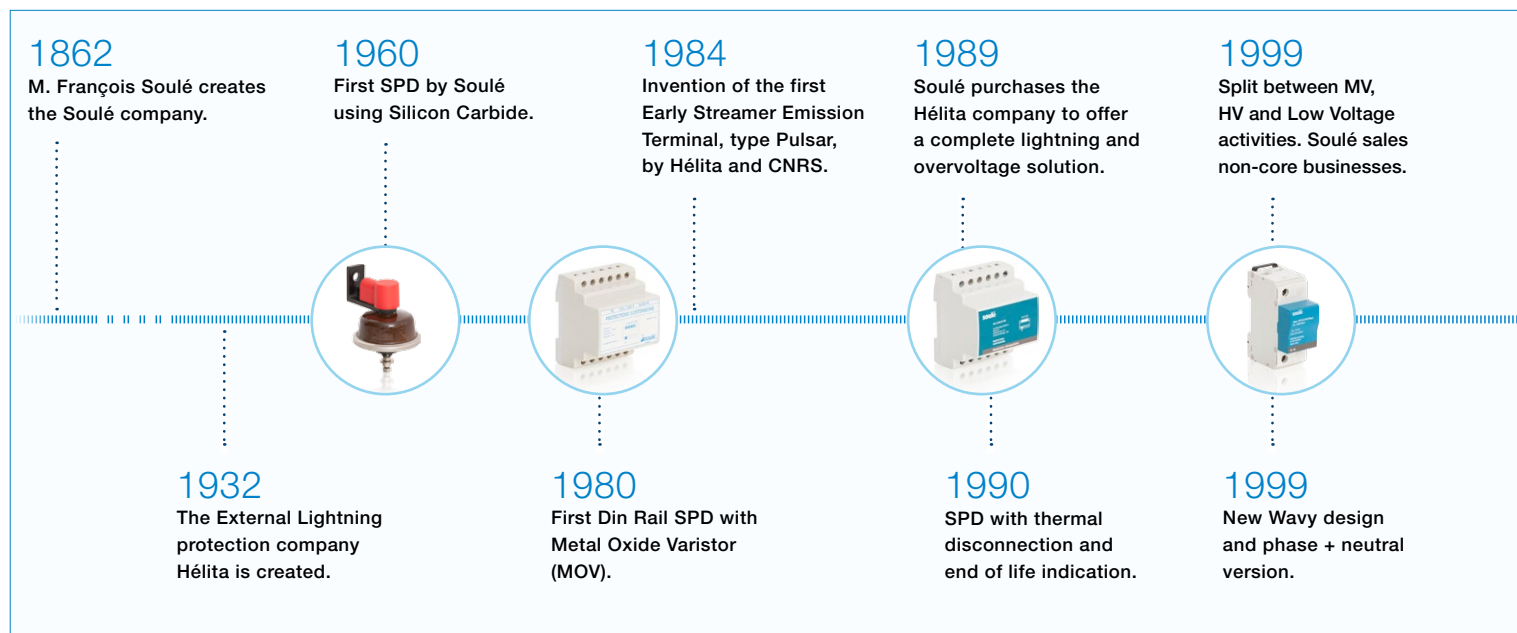 1862
M. François Soulé creates
the Soulé company.
1960
First SPD by Soulé
using Silicon Carbide.
1984
Invention of the first
Early Streamer Emission
Terminal, type Pulsar,
by Hélita and CNRS.
1989
Soulé purchases the
Hélita company to offer
a complete lightning and
overvoltage solution.
1999
Split between MV,
HV and Low Voltage
activities. Soulé sales
non-core businesses.
soulé
soulé
1932
The External Lightning
protection company
Hélita is created.
1980
First Din Rail SPD with
Metal Oxide Varistor
(MOV).
1990
SPD with thermal
disconnection and
end of life indication.
1999
New Wavy design
and phase + neutral
version.